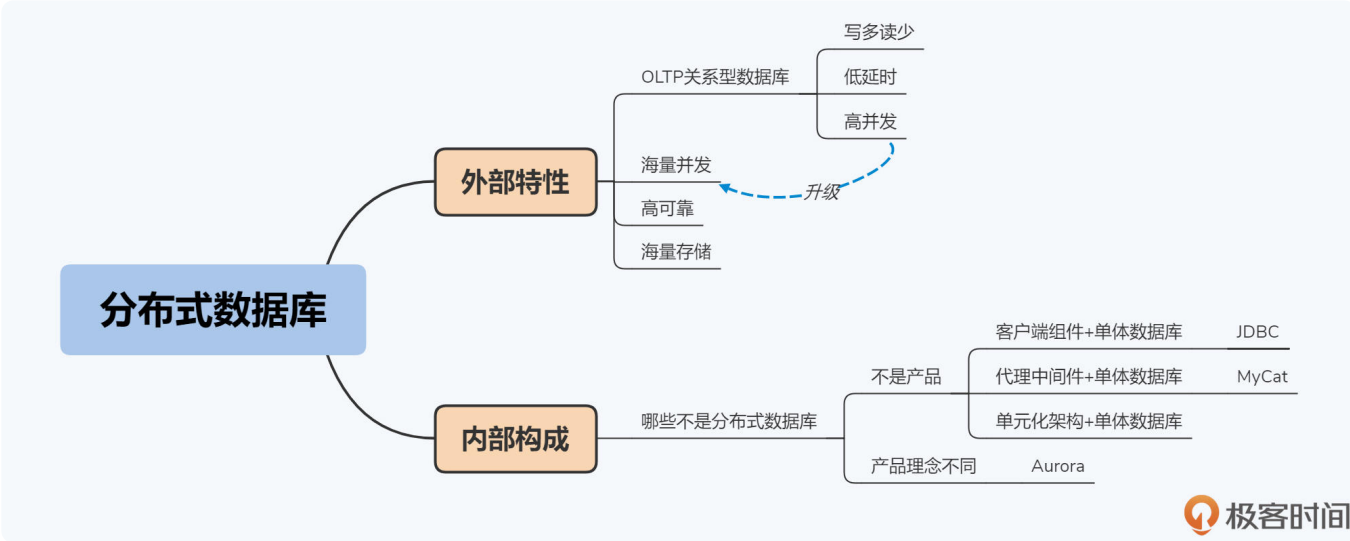 分布式数据库
外部特性
OLTP关系型数据库
写多读少
低延时
高并发
海量并发
升级
高可靠
海量存储
内部构成
哪些不是分布式数据库
不是产品
客户端组件+单体数据库 JDBC
代理中间件+单体数据库 MyCat
单元化架构+单体数据库
产品理念不同 Aurora
极客时间